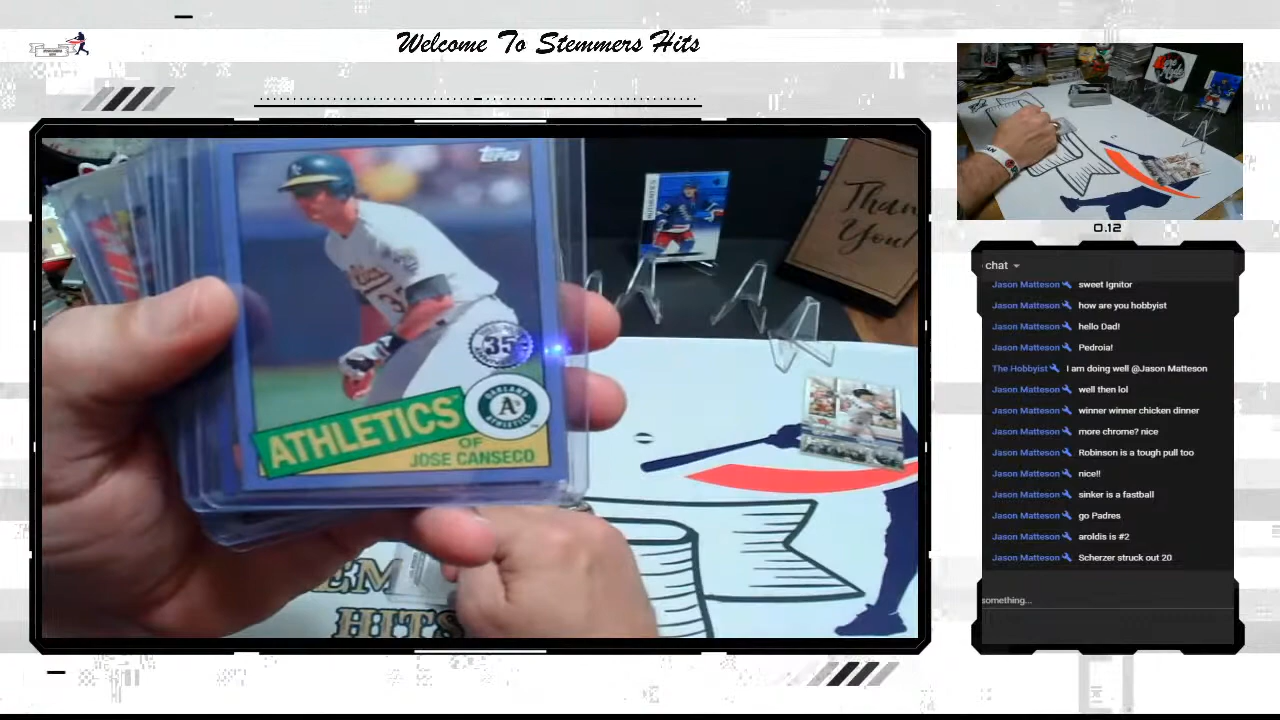 Welcome To Stemmers Hits
Topps
35
ATHLETICS
OF
JOSE CANSECO
OAKLAND
A's
ATHLETICS
AUTHENTICS
Thank
You!
HITS
0.12
chat
Jason Matteson sweet Ignitor
Jason Matteson how are you hobbyist
Jason Matteson hello Dad!
Jason Matteson Pedroia!
The Hobbyist I am doing well @Jason Matteson
Jason Matteson well then lol
Jason Matteson winner winner chicken dinner
Jason Matteson more chrome? nice
Jason Matteson Robinson is a tough pull too
Jason Matteson nice!!
Jason Matteson sinker is a fastball
Jason Matteson go Padres
Jason Matteson aroldis is #2
Jason Matteson Scherzer struck out 20
something...